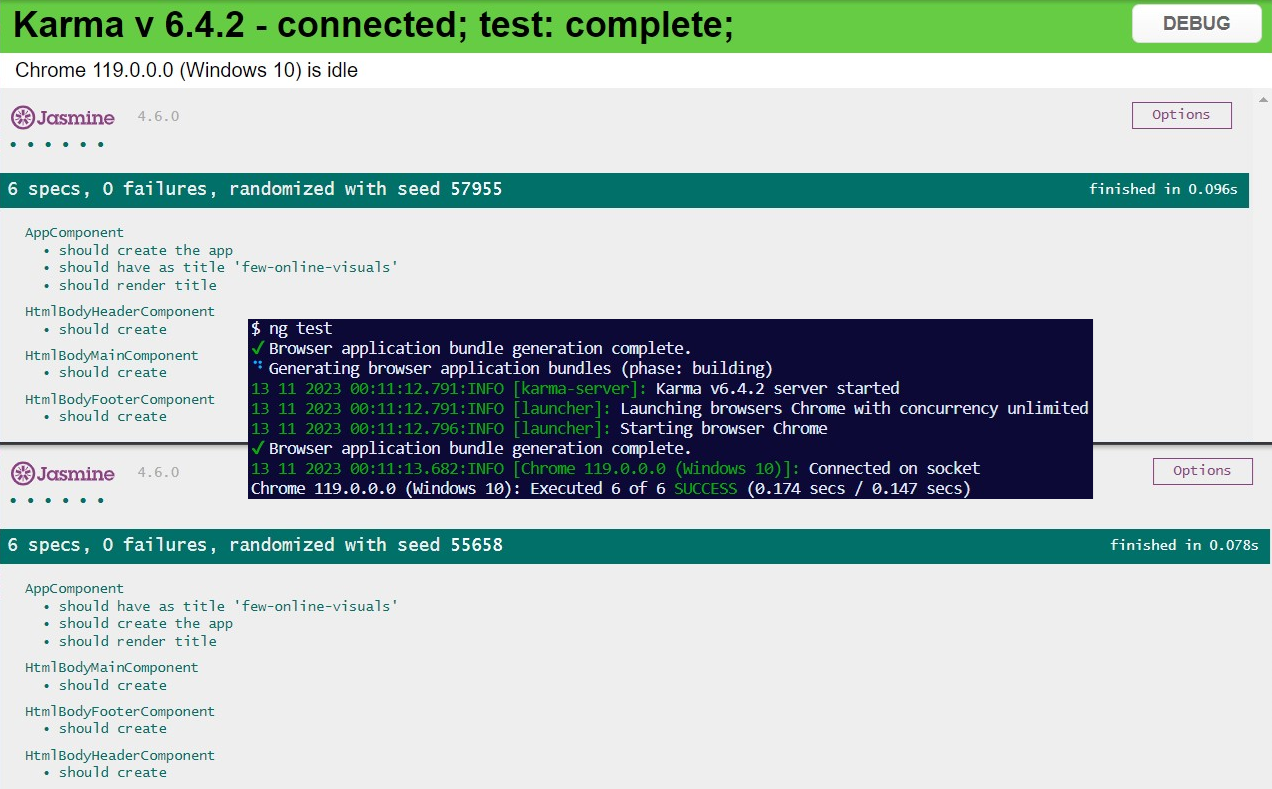 Karma v 6.4.2 - connected; test: complete;
DEBUG
Chrome 119.0.0.0 (Windows 10) is idle
Jasmine 4.6.0
Options
• • • • • •
6 specs, 0 failures, randomized with seed 57955
finished in 0.096s
AppComponent
• should create the app
• should have as title 'few-online-visuals'
• should render title
HtmlBodyHeaderComponent
• should create
HtmlBodyMainComponent
• should create
HtmlBodyFooterComponent
• should create
$ ng test
✓ Browser application bundle generation complete.
⠙ Generating browser application bundles (phase: building)
13 11 2023 00:11:12.791:INFO [karma-server]: Karma v6.4.2 server started
13 11 2023 00:11:12.791:INFO [launcher]: Launching browsers Chrome with concurrency unlimited
13 11 2023 00:11:12.796:INFO [launcher]: Starting browser Chrome
✓ Browser application bundle generation complete.
13 11 2023 00:11:13.682:INFO [Chrome 119.0.0.0 (Windows 10)]: Connected on socket
Chrome 119.0.0.0 (Windows 10): Executed 6 of 6 SUCCESS (0.174 secs / 0.147 secs)
Jasmine 4.6.0
Options
• • • • • •
6 specs, 0 failures, randomized with seed 55658
finished in 0.078s
AppComponent
• should have as title 'few-online-visuals'
• should create the app
• should render title
HtmlBodyMainComponent
• should create
HtmlBodyFooterComponent
• should create
HtmlBodyHeaderComponent
• should create